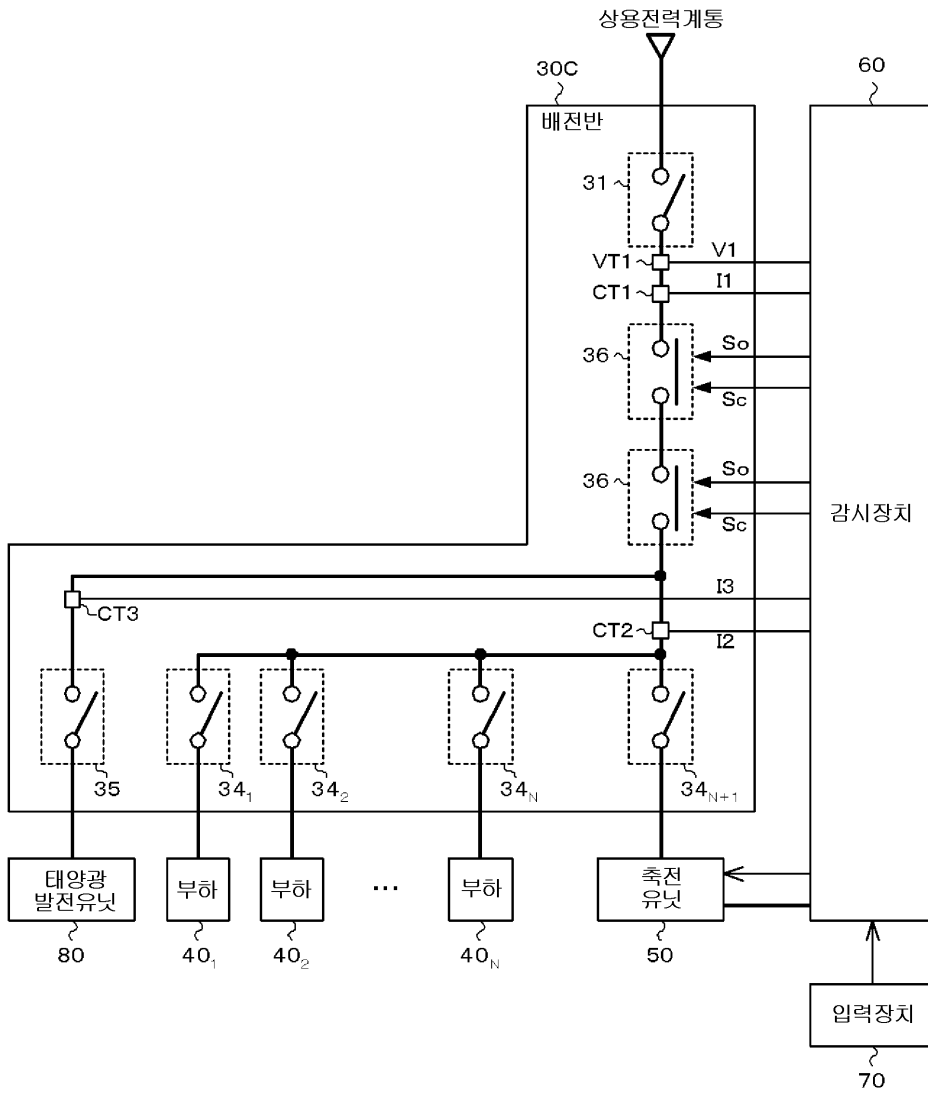 상용전력계통
30C
60
배전반
31
V1
VT1
I1
CT1
So
36
Sc
So
36
감시장치
Sc
I3
CT3
CT2
I2
35
34₁
34₂
34N
34N+1
태양광
발전유닛
부하
부하
...
부하
축전
유닛
80
40₁
40₂
40N
50
입력장치
70